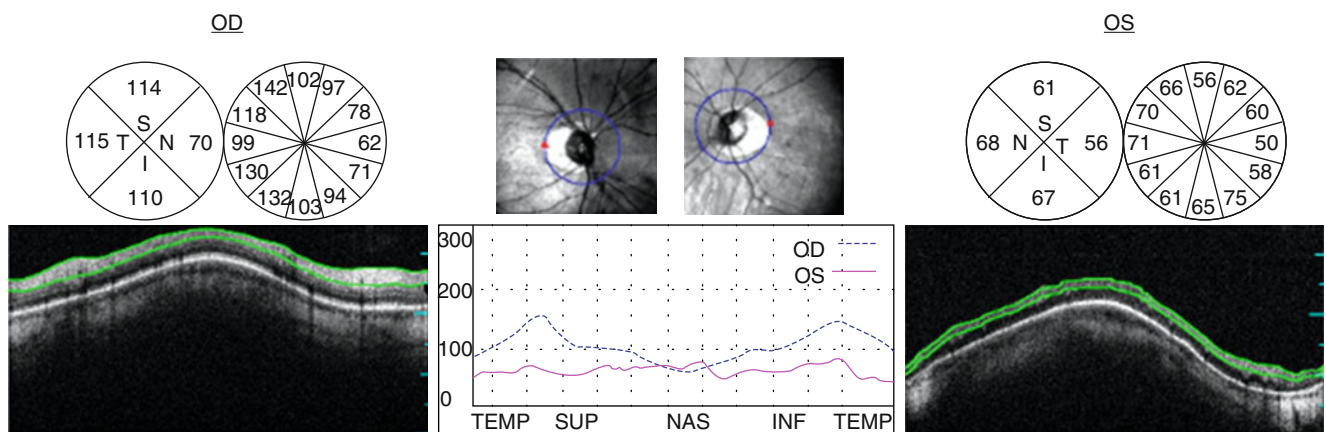 OD
OS
114
115 T S N 70
I
110
142 102 97
118 78
99 62
130 71
132 103 94
61
68 N S T 56
I
67
66 56 62
70 60
71 50
61 58
61 65 75
300
200
100
0
OD
OS
TEMP SUP NAS INF TEMP